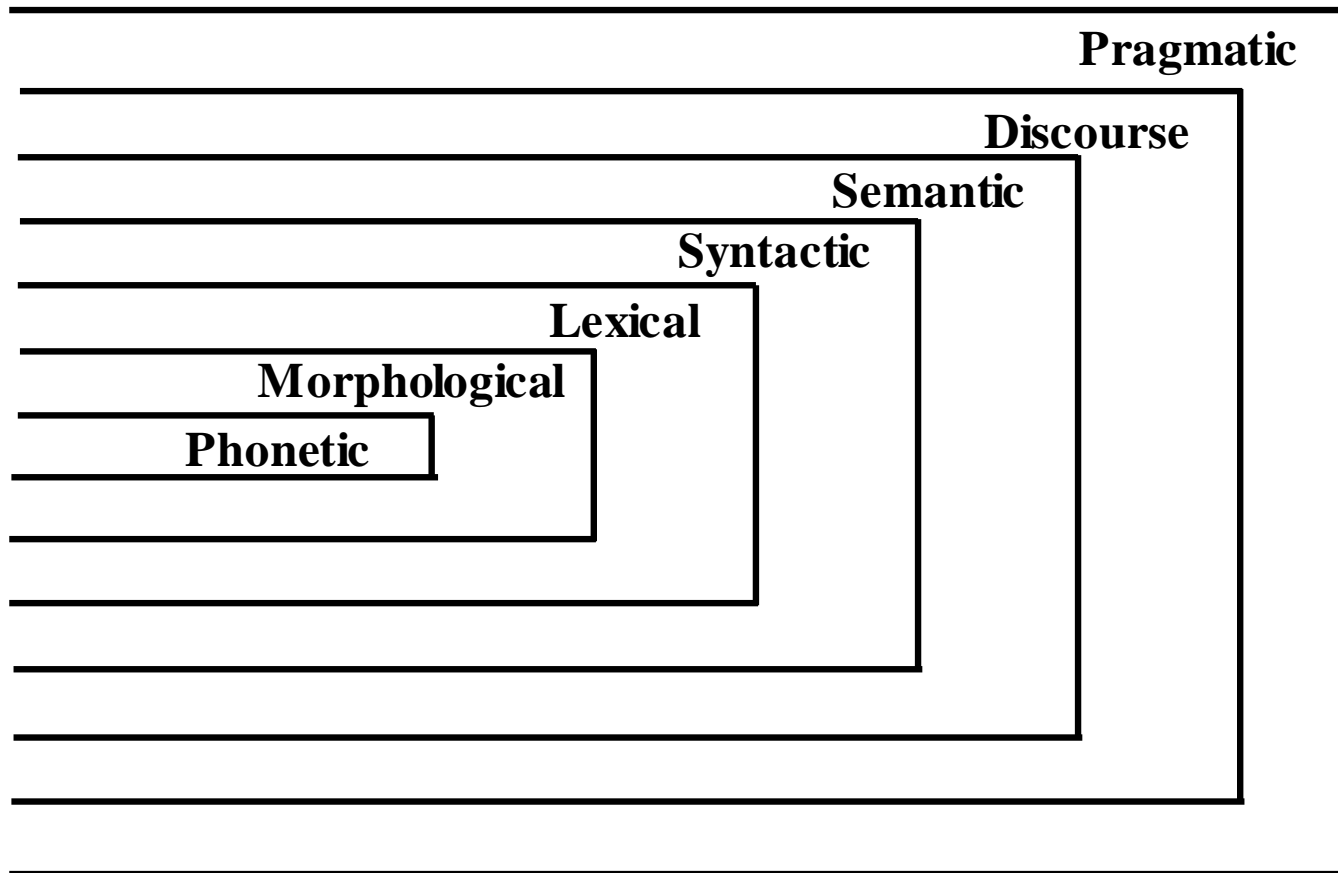 Pragmatic
Discourse
Semantic
Syntactic
Lexical
Morphological
Phonetic